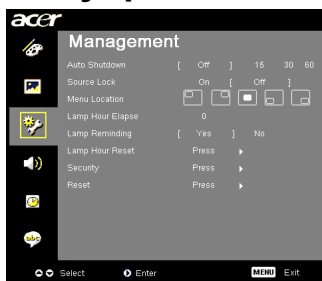 acer
Management
Auto Shutdown [ Off ] 15 30 60
Source Lock On [ Off ]
Menu Location
Lamp Hour Elapse 0
Lamp Reminding [ Yes ] No
Lamp Hour Reset Press
Security Press
Reset Press
abc
Select Enter MENU Exit